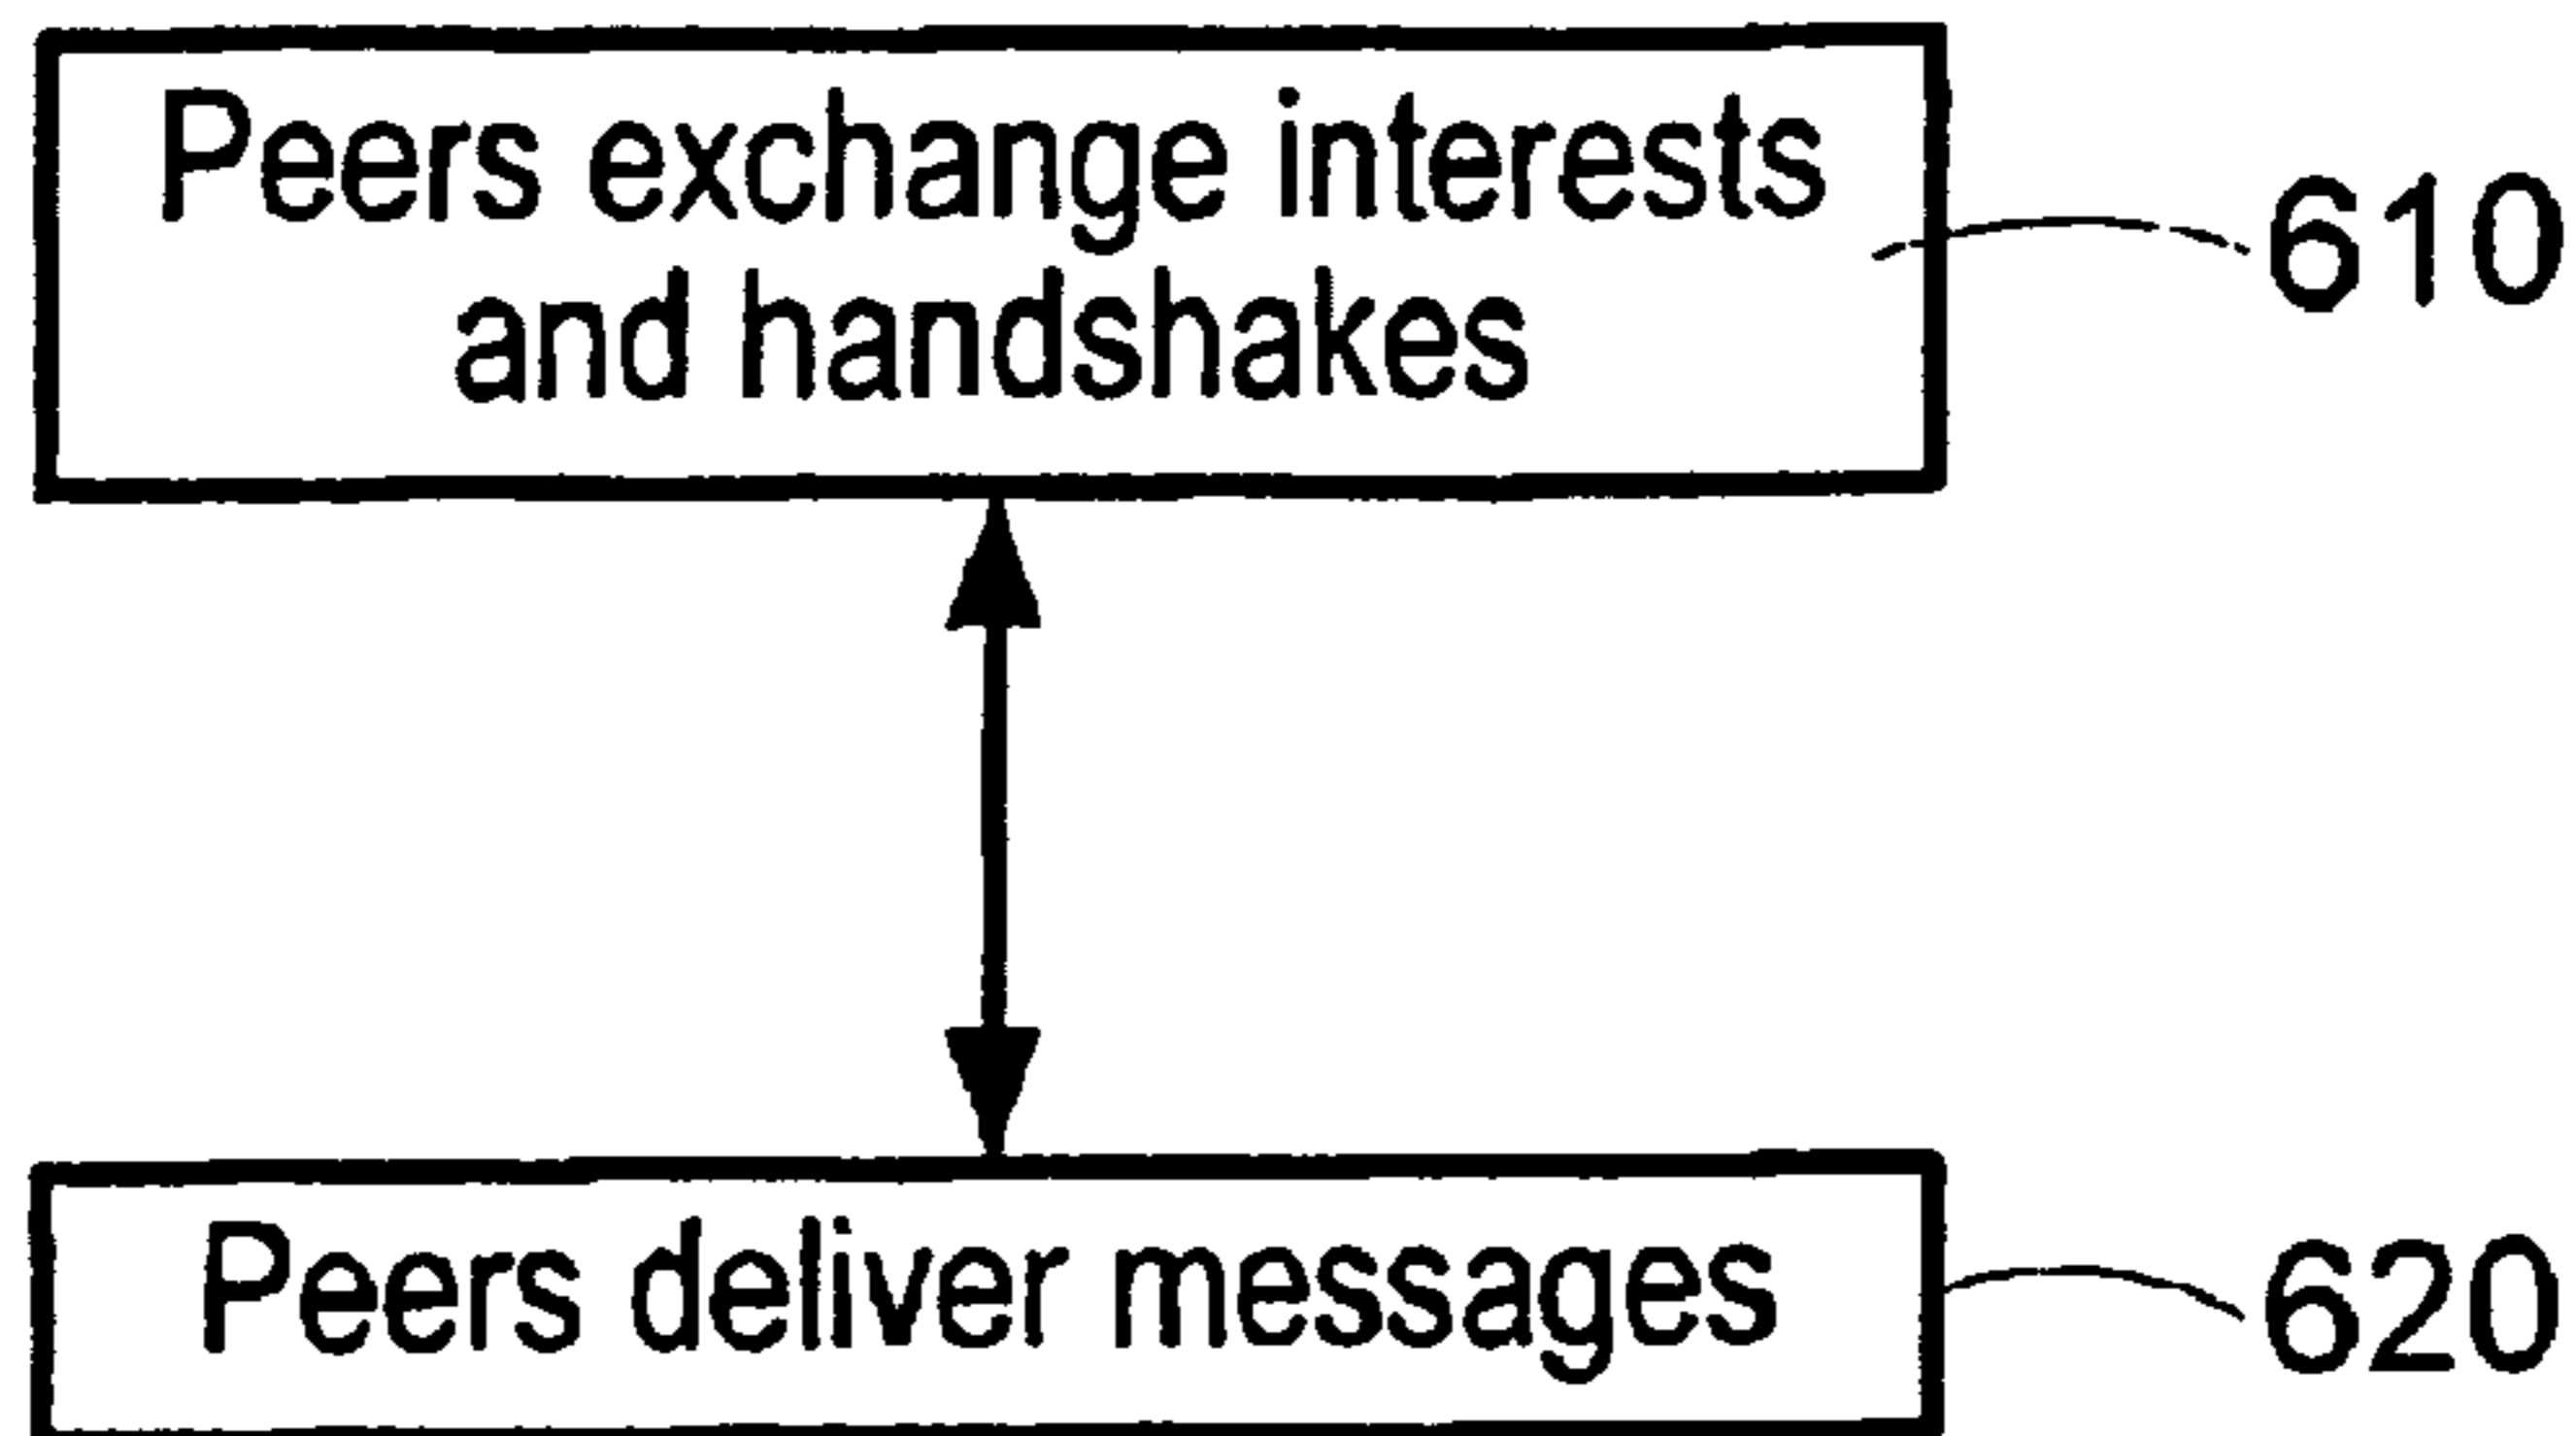 Peers exchange interests
and handshakes
610
Peers deliver messages
620